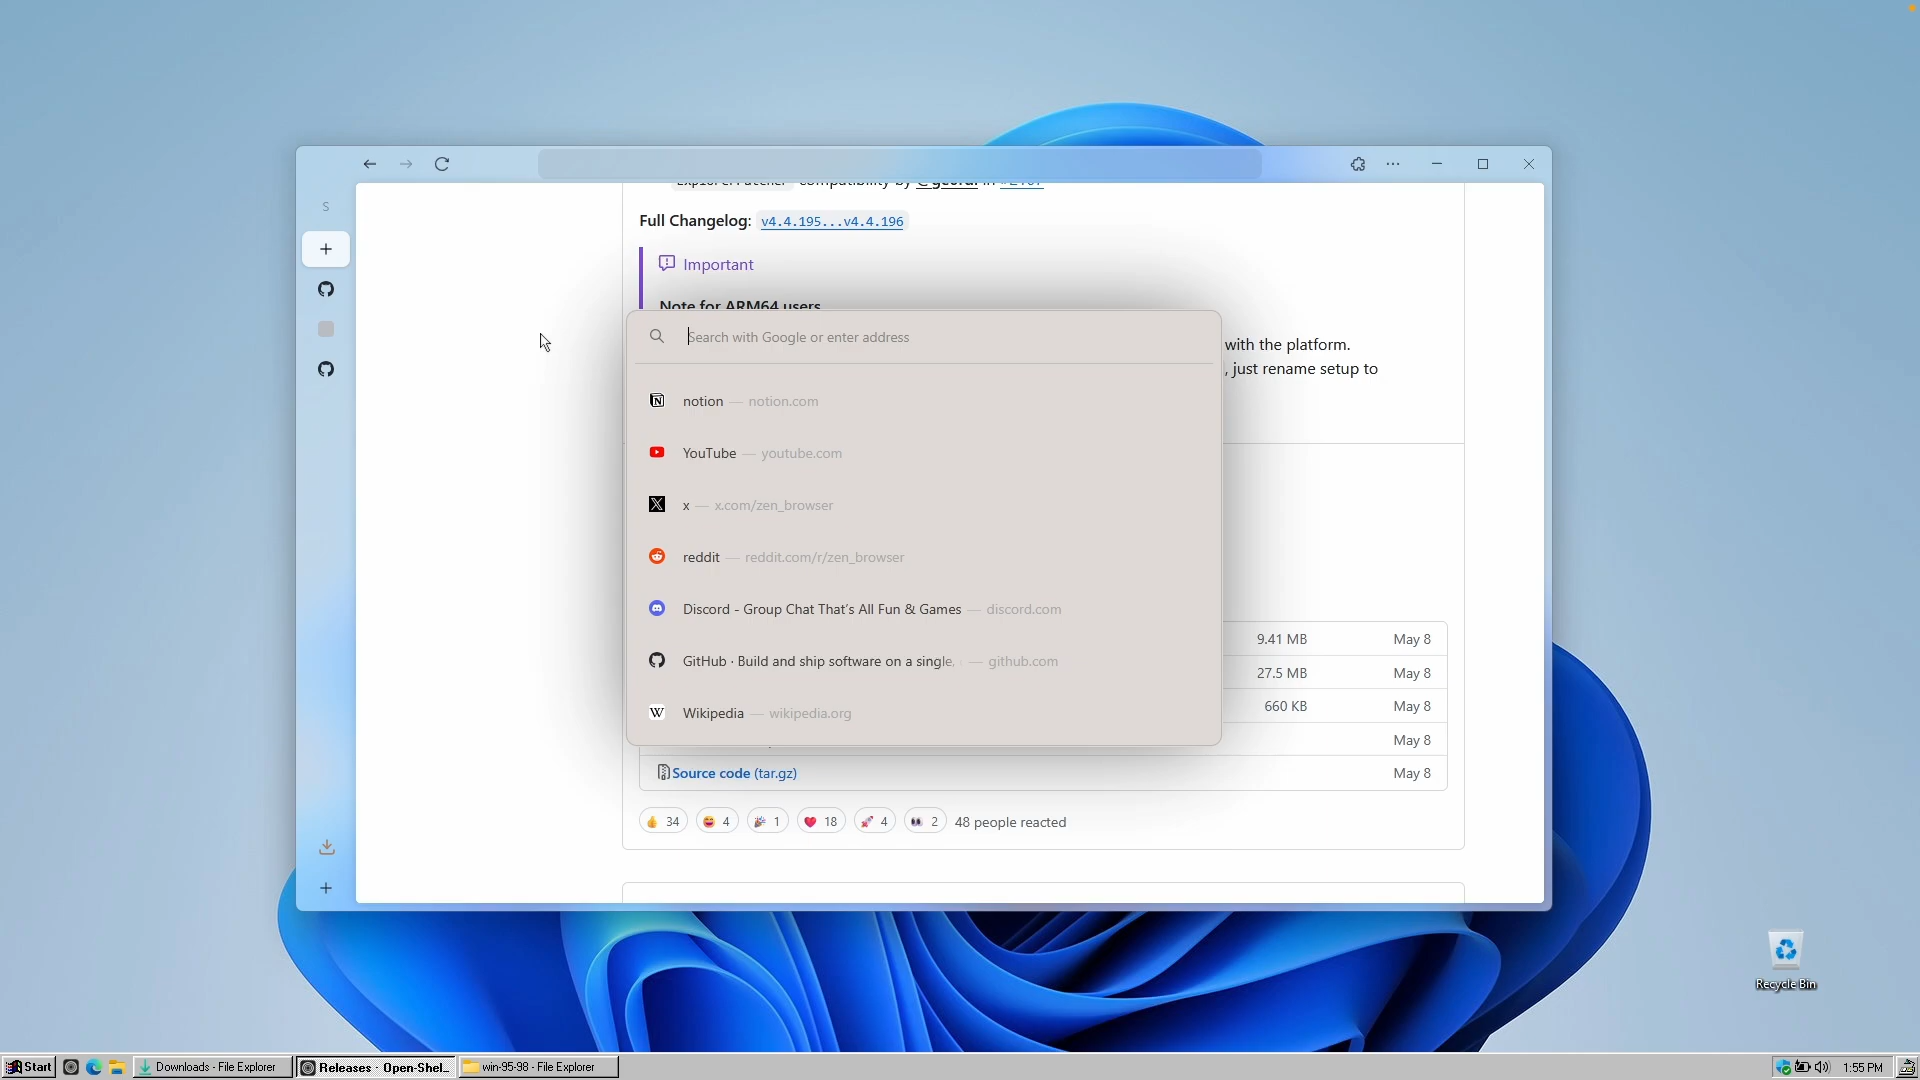 ExplorerPatcher compatibility by
Full Changelog: v4.4.195...v4.4.196
S
Important
Note for ARM64 users
Search with Google or enter address
with the platform.
, just rename setup to
notion — notion.com
YouTube — youtube.com
x — x.com/zen_browser
reddit — reddit.com/r/zen_browser
Discord - Group Chat That's All Fun & Games — discord.com
9.41 MB May 8
GitHub · Build and ship software on a single, — github.com
27.5 MB May 8
660 KB May 8
Wikipedia — wikipedia.org
May 8
Source code (tar.gz) May 8
34 4 1 18 4 2 48 people reacted
Recycle Bin
Start Downloads - File Explorer Releases · Open-Shel... win-95-98 - File Explorer 1:55 PM